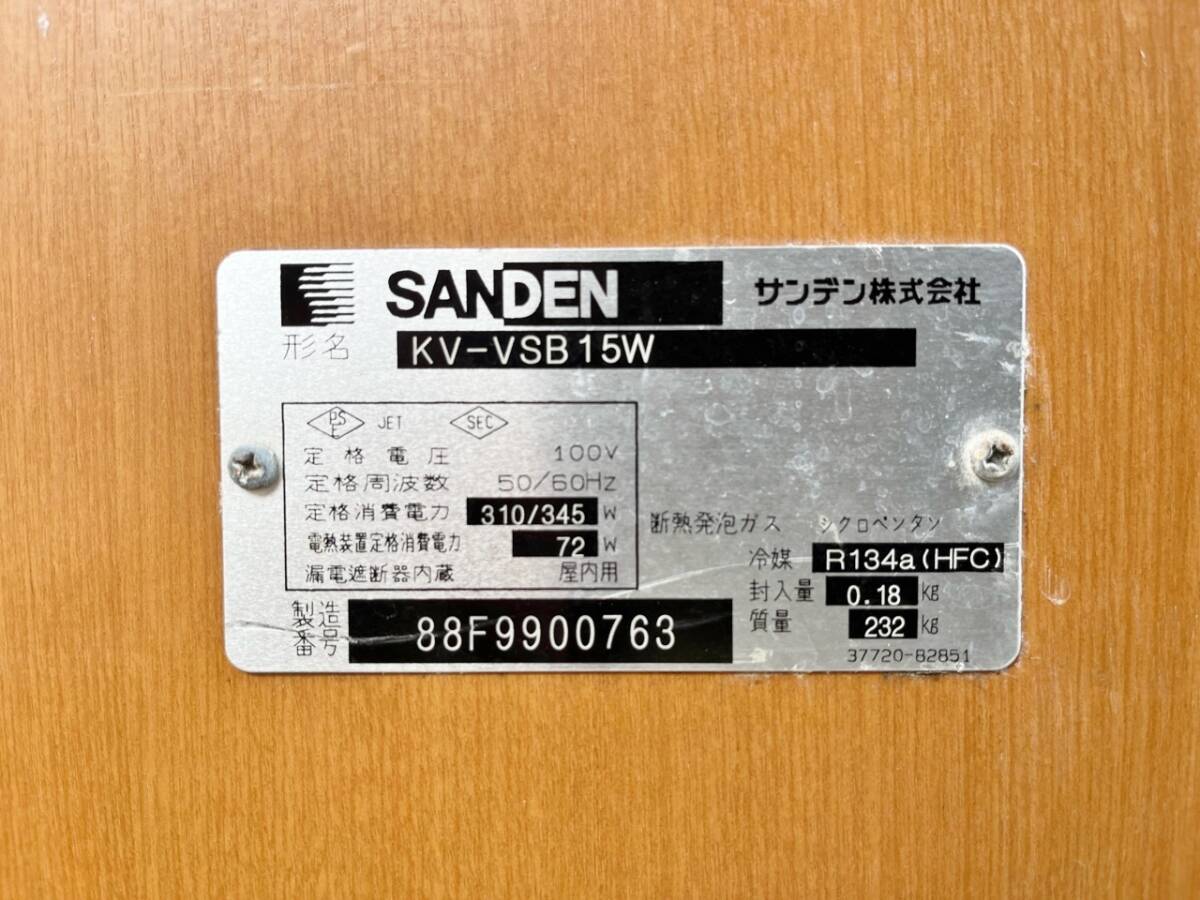 SANDEN サンデン株式会社
形名 KV-VSB15W
PSE JET SEC
定格電圧 100V
定格周波数 50/60Hz
定格消費電力 310/345 W
電熱装置定格消費電力 72 W
漏電遮断器内蔵 屋内用
製造番号 88F9900763
断熱発泡ガス シクロペンタン
冷媒 R134a(HFC)
封入量 0.18 kg
質量 232 kg
37720-82851